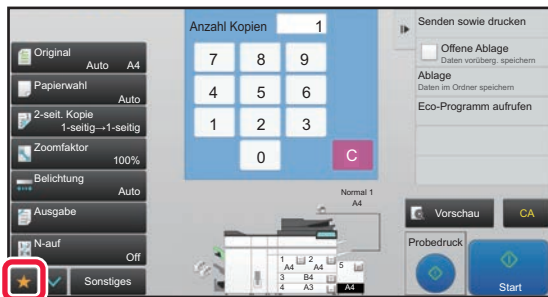 Original
Auto A4
Papierwahl
Auto
2-seit. Kopie
1-seitig→1-seitig
Zoomfaktor
100%
Belichtung
Auto
Ausgabe
N-auf
Off
Sonstiges
Anzahl Kopien 1
7 8 9
4 5 6
1 2 3
0 C
Normal 1
A4
1 2 5
A4 A4
3 B4
4 A3 A4
Senden sowie drucken
Offene Ablage
Daten vorüberg. speichern
Ablage
Daten im Ordner speichern
Eco-Programm aufrufen
Vorschau CA
Probedruck
Start